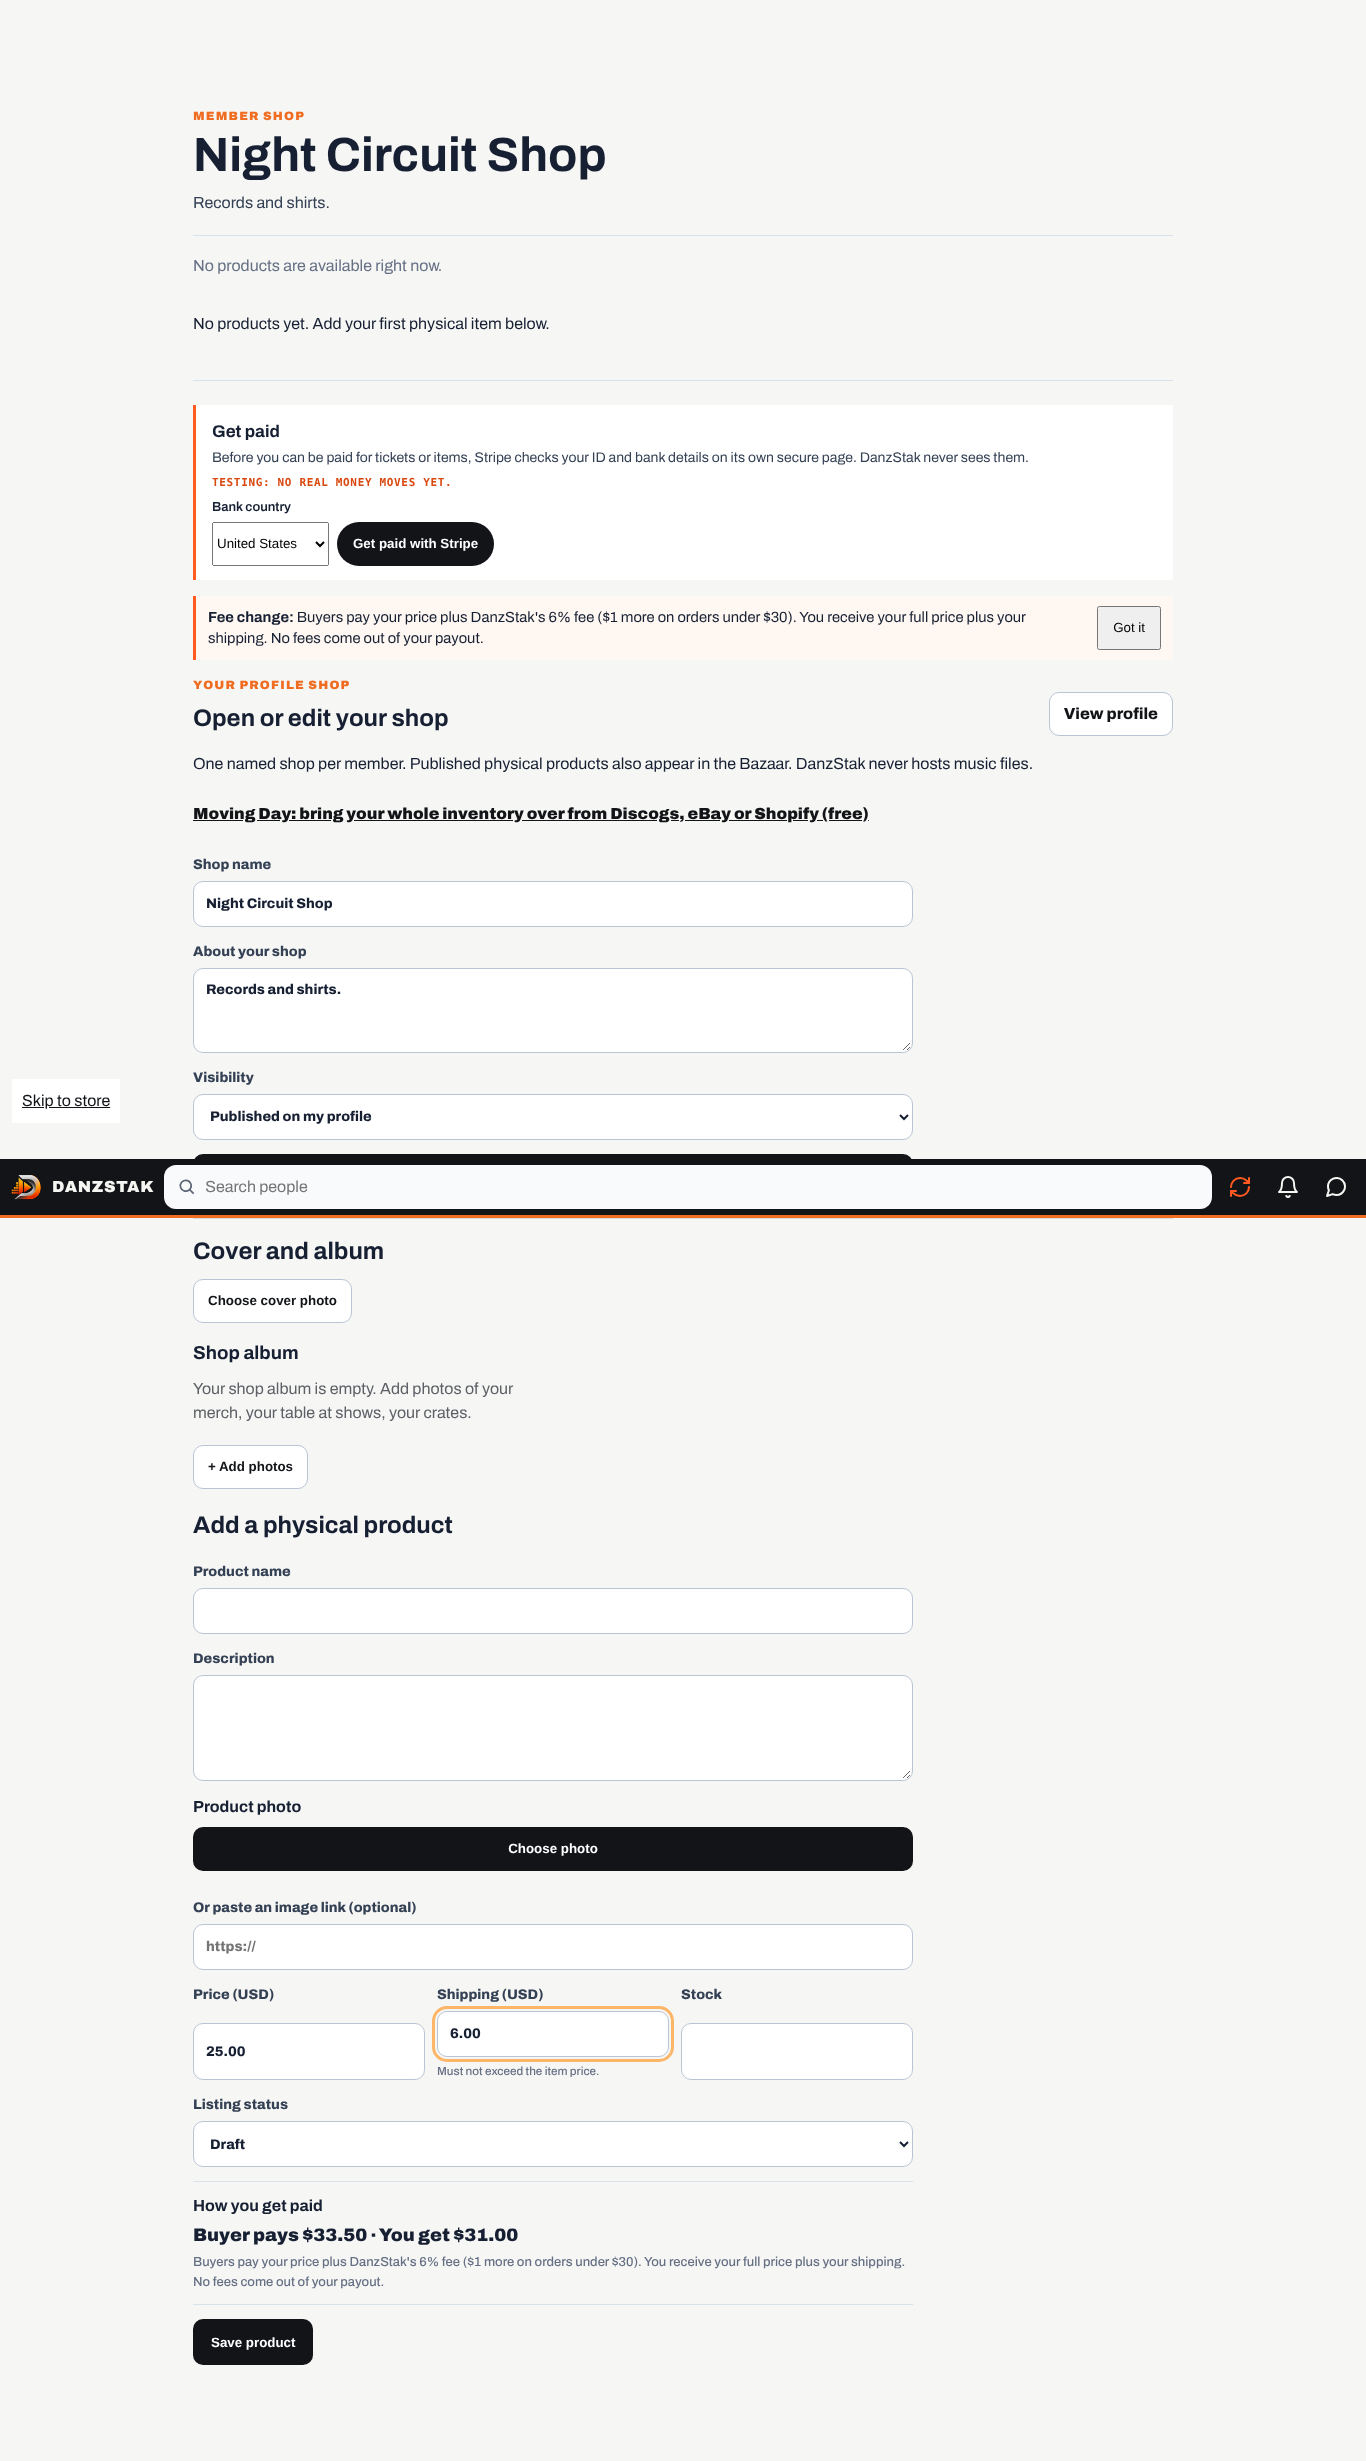 MEMBER SHOP
Night Circuit Shop
Records and shirts.
No products are available right now.
No products yet. Add your first physical item below.
Get paid
Before you can be paid for tickets or items, Stripe checks your ID and bank details on its own secure page. DanzStak never sees them.
TESTING: NO REAL MONEY MOVES YET.
Bank country
United States
Get paid with Stripe
Fee change: Buyers pay your price plus DanzStak's 6% fee ($1 more on orders under $30). You receive your full price plus your
shipping. No fees come out of your payout.
Got it
YOUR PROFILE SHOP
Open or edit your shop
View profile
One named shop per member. Published physical products also appear in the Bazaar. DanzStak never hosts music files.
Moving Day: bring your whole inventory over from Discogs, eBay or Shopify (free)
Shop name
Night Circuit Shop
About your shop
Records and shirts.
Visibility
Skip to store
Published on my profile
DANZSTAK
Search people
Cover and album
Choose cover photo
Shop album
Your shop album is empty. Add photos of your
merch, your table at shows, your crates.
+ Add photos
Add a physical product
Product name
Description
Product photo
Choose photo
Or paste an image link (optional)
https://
Price (USD)
Shipping (USD)
Stock
25.00
6.00
Must not exceed the item price.
Listing status
Draft
How you get paid
Buyer pays $33.50 · You get $31.00
Buyers pay your price plus DanzStak's 6% fee ($1 more on orders under $30). You receive your full price plus your shipping.
No fees come out of your payout.
Save product